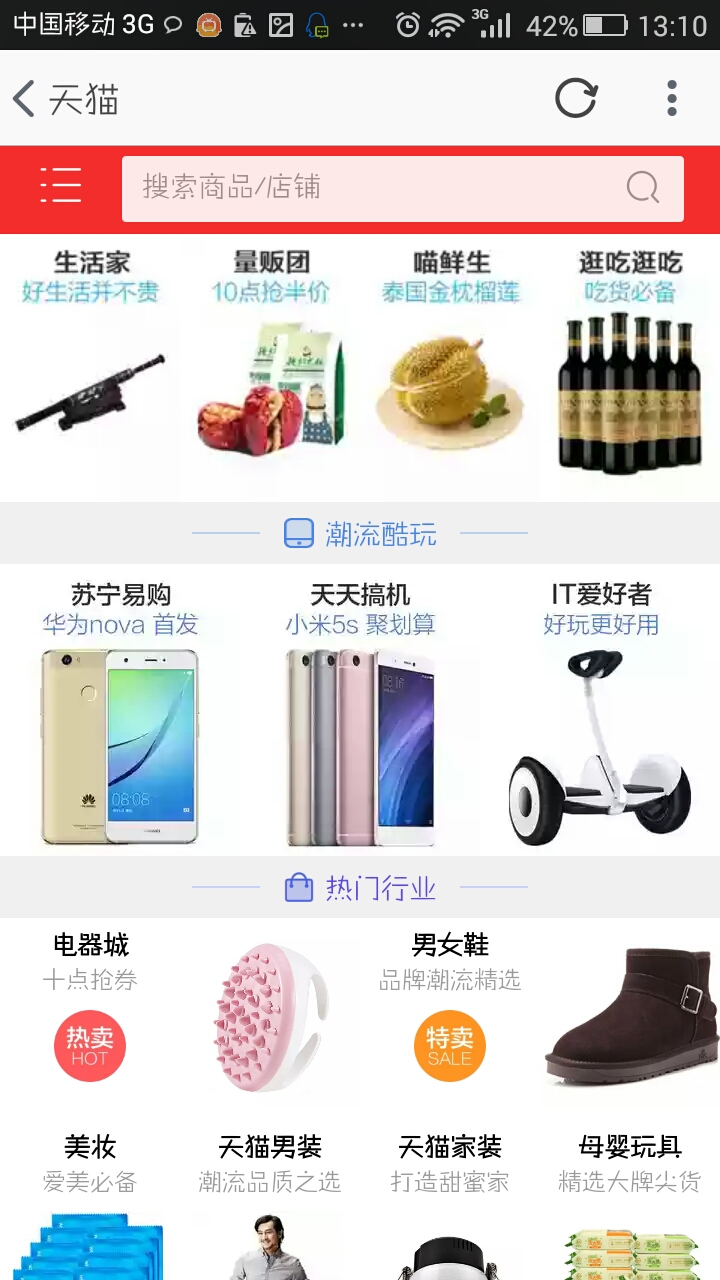 中国移动 3G 3G 42% 13:10
天猫
搜索商品/店铺
生活家 量贩团 喵鲜生 逛吃逛吃
好生活并不贵 10点抢半价 泰国金枕榴莲 吃货必备
潮流酷玩
苏宁易购 天天搞机 IT爱好者
华为nova 首发 小米5s 聚划算 好玩更好用
08:16
08:08
HUAWEI
热门行业
电器城 男女鞋
十点抢券 品牌潮流精选
热卖 特卖
HOT SALE
美妆 天猫男装 天猫家装 母婴玩具
爱美必备 潮流品质之选 打造甜蜜家 精选大牌尖货